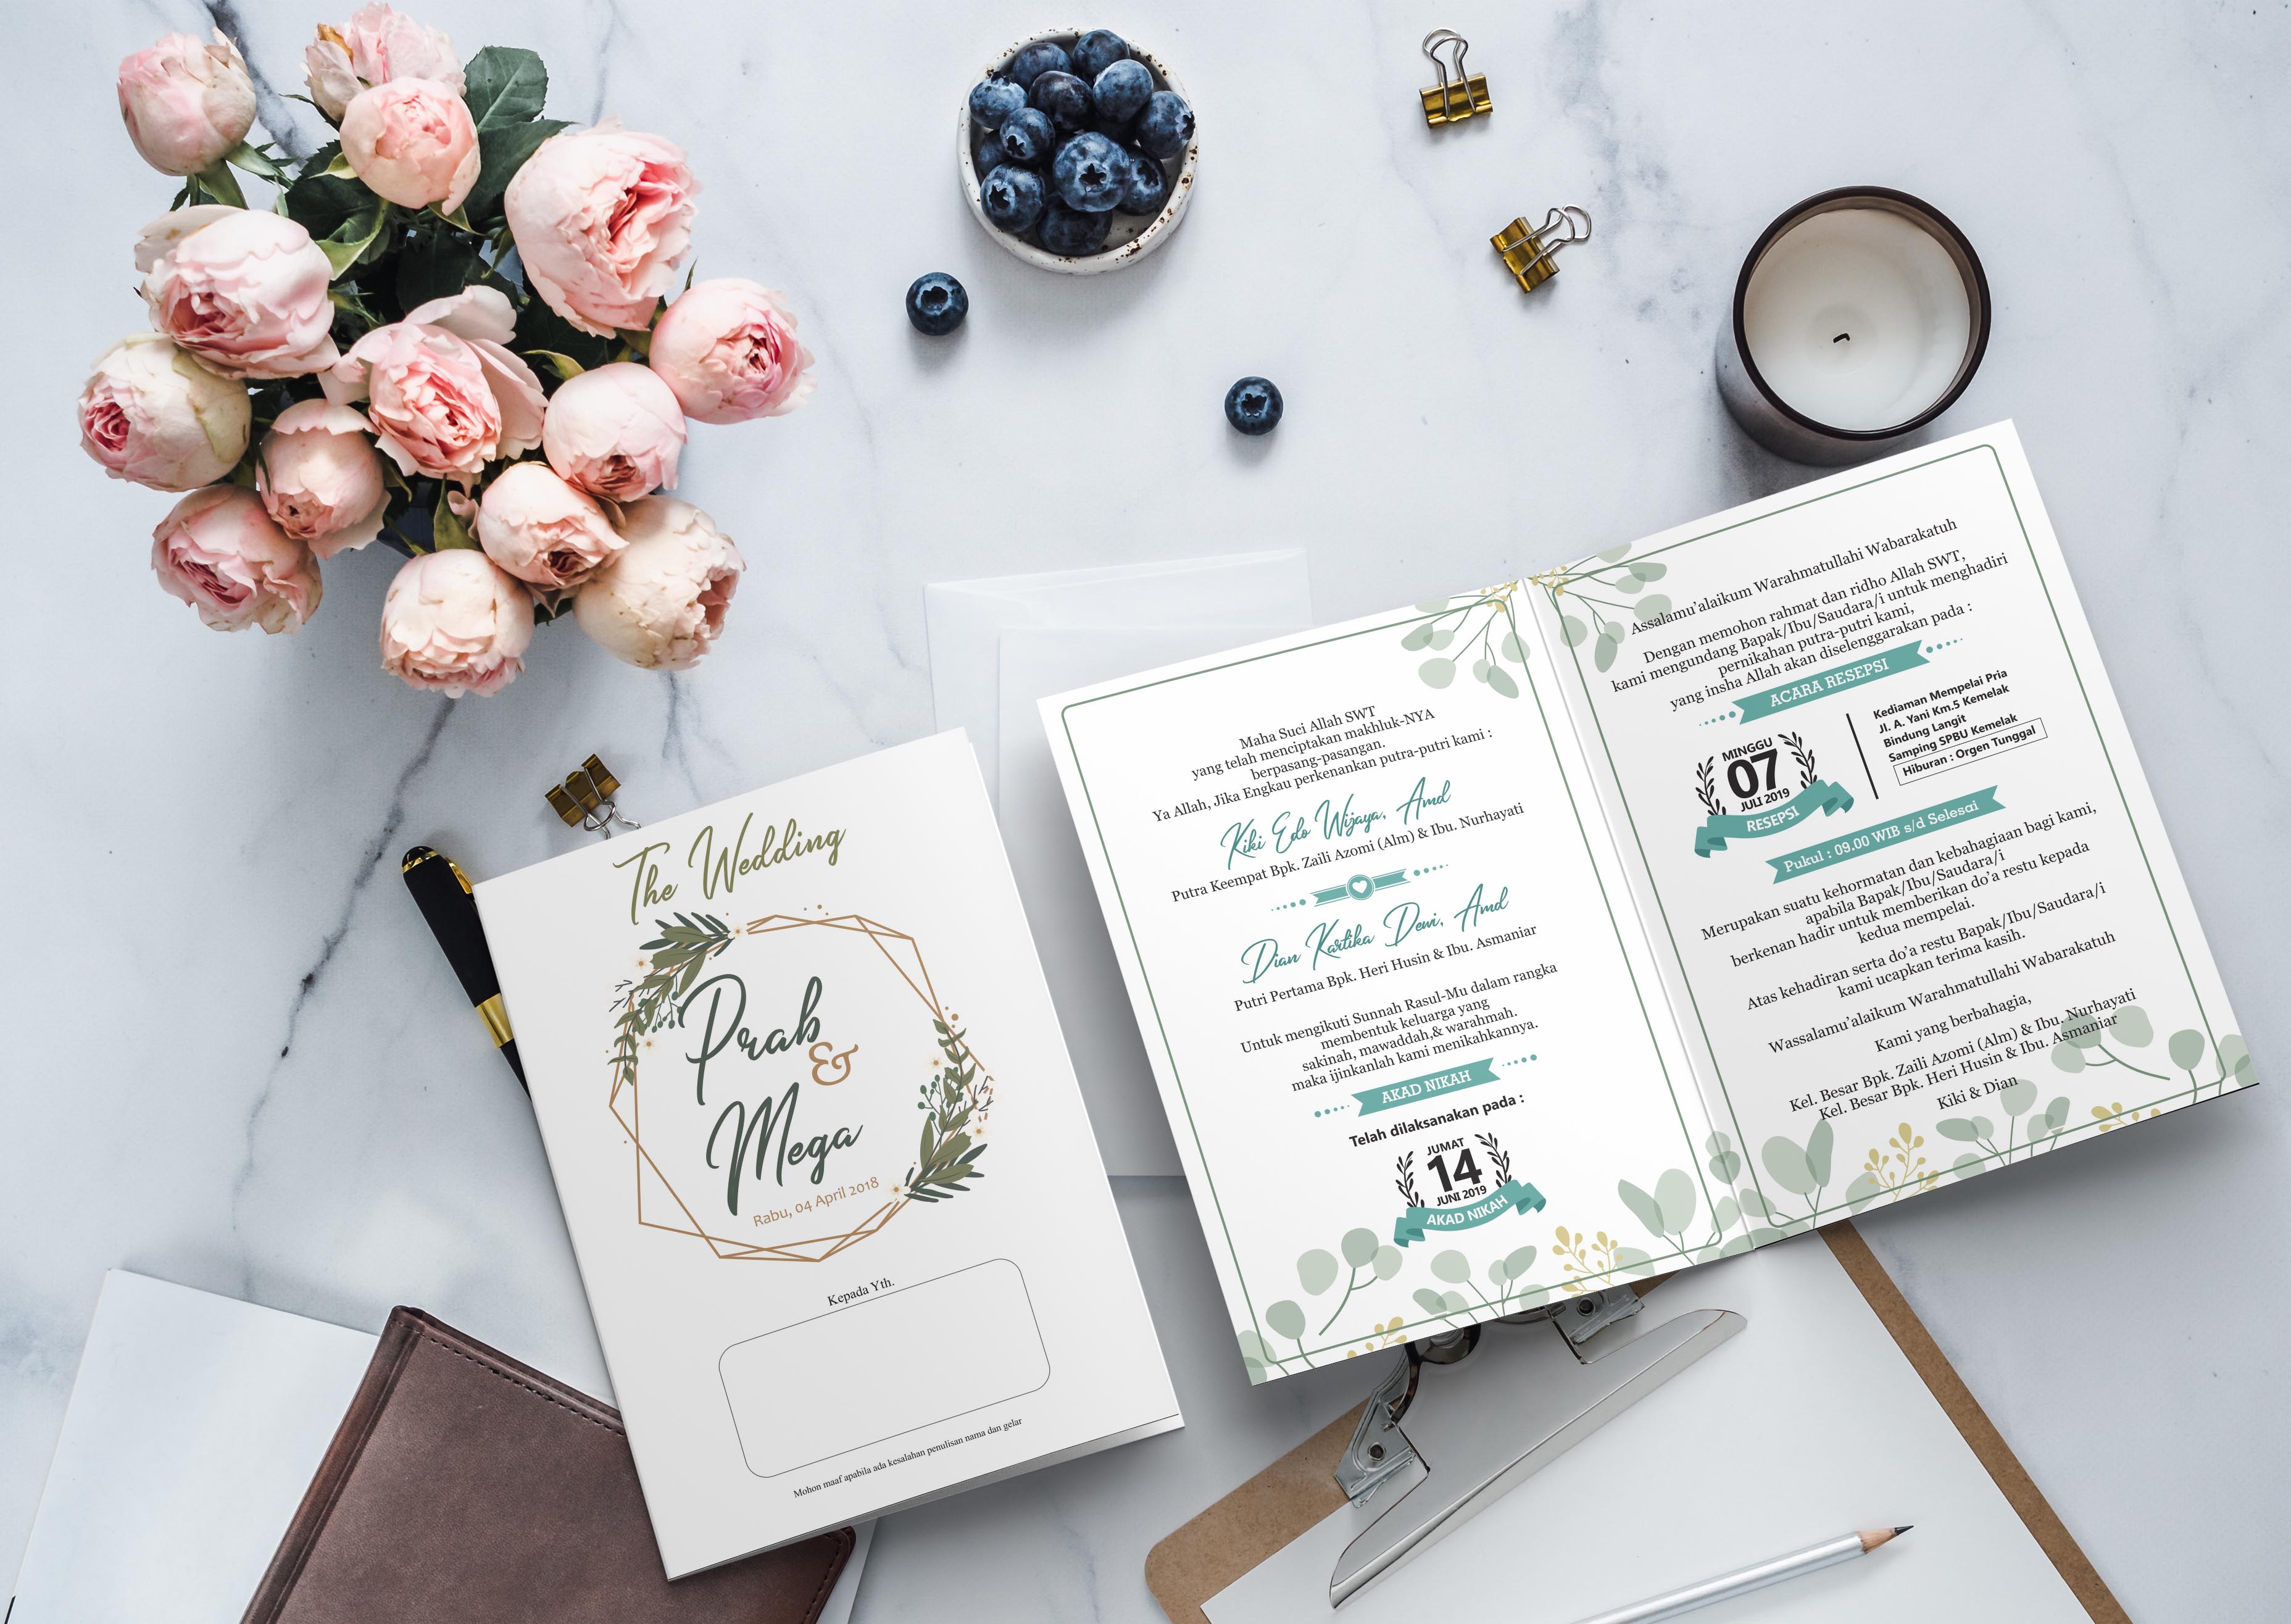 The Wedding
Prab
&
Mega
Rabu, 04 April 2018
Kepada Yth.
Mohon maaf apabila ada kesalahan penulisan nama dan gelar
Maha Suci Allah SWT
yang telah menciptakan makhluk-NYA
berpasang-pasangan.
Ya Allah, Jika Engkau perkenankan putra-putri kami :
Kiki Edo Wijaya, Amd
Putra Keempat Bpk. Zaili Azomi (Alm) & Ibu. Nurhayati
Dian Kartika Dewi, Amd
Putri Pertama Bpk. Heri Husin & Ibu. Asmaniar
Untuk mengikuti Sunnah Rasul-Mu dalam rangka
membentuk keluarga yang
sakinah, mawaddah,& warahmah.
maka ijinkanlah kami menikahkannya.
AKAD NIKAH
Telah dilaksanakan pada :
JUMAT
14
JUNI 2019
AKAD NIKAH
Assalamu'alaikum Warahmatullahi Wabarakatuh
Dengan memohon rahmat dan ridho Allah SWT,
kami mengundang Bapak/Ibu/Saudara/i untuk menghadiri
pernikahan putra-putri kami,
yang insha Allah akan diselenggarakan pada :
ACARA RESEPSI
MINGGU
07
JULI 2019
RESEPSI
Kediaman Mempelai Pria
Jl. A. Yani Km.5 Kemelak
Bindung Langit
Samping SPBU Kemelak
Hiburan : Orgen Tunggal
Pukul : 09.00 WIB s/d Selesai
Merupakan suatu kehormatan dan kebahagiaan bagi kami,
apabila Bapak/Ibu/Saudara/i
berkenan hadir untuk memberikan do'a restu kepada
kedua mempelai.
Atas kehadiran serta do'a restu Bapak/Ibu/Saudara/i
kami ucapkan terima kasih.
Wassalamu'alaikum Warahmatullahi Wabarakatuh
Kami yang berbahagia,
Kel. Besar Bpk. Zaili Azomi (Alm) & Ibu. Nurhayati
Kel. Besar Bpk. Heri Husin & Ibu. Asmaniar
Kiki & Dian